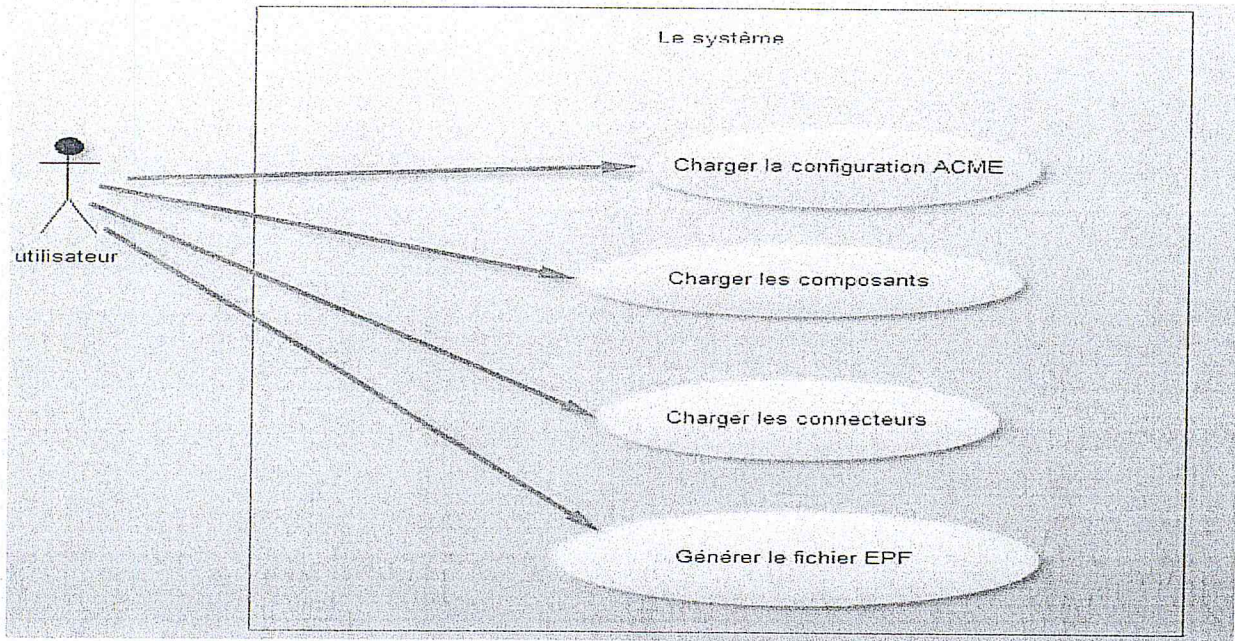 Le système
Charger la configuration ACME
utilisateur
Charger les composants
Charger les connecteurs
Générer le fichier EPF